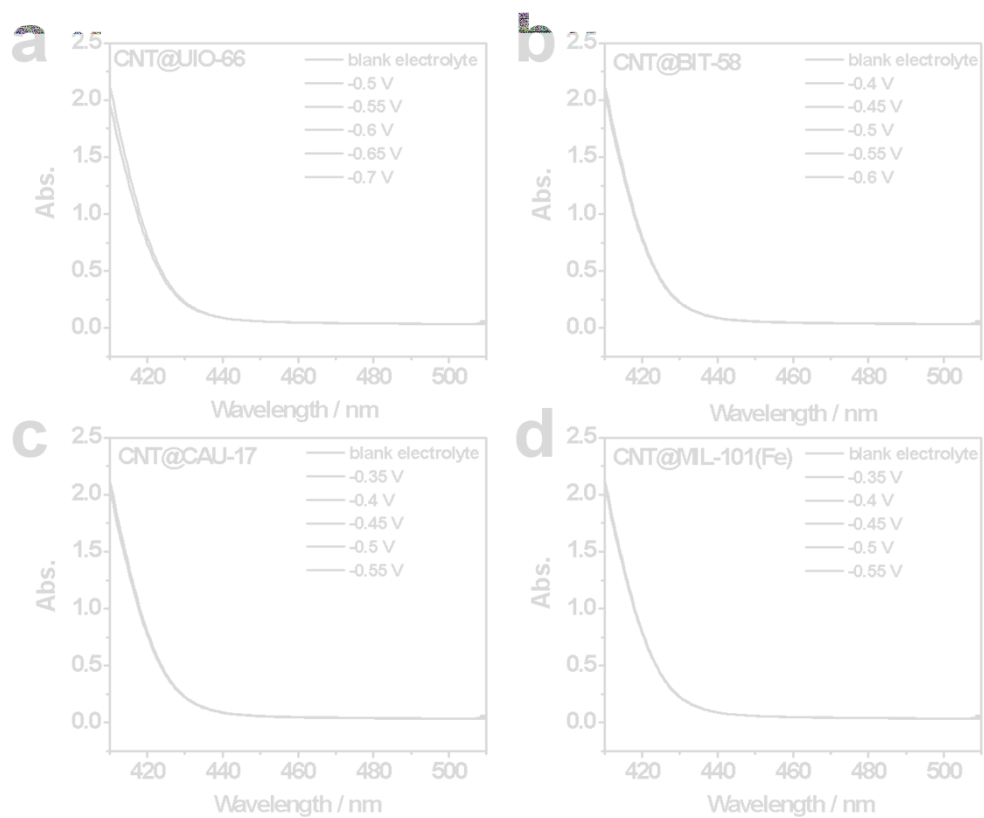 a
CNT@UIO-66
blank electrolyte
-0.5 V
-0.55 V
-0.6 V
-0.65 V
-0.7 V
2.5
2.0
1.5
1.0
0.5
0.0
Abs.
420 440 460 480 500
Wavelength / nm
b
CNT@BIT-58
blank electrolyte
-0.4 V
-0.45 V
-0.5 V
-0.55 V
-0.6 V
2.5
2.0
1.5
1.0
0.5
0.0
Abs.
420 440 460 480 500
Wavelength / nm
c
CNT@CAU-17
blank electrolyte
-0.35 V
-0.4 V
-0.45 V
-0.5 V
-0.55 V
2.5
2.0
1.5
1.0
0.5
0.0
Abs.
420 440 460 480 500
Wavelength / nm
d
CNT@MIL-101(Fe)
blank electrolyte
-0.35 V
-0.4 V
-0.45 V
-0.5 V
-0.55 V
2.5
2.0
1.5
1.0
0.5
0.0
Abs.
420 440 460 480 500
Wavelength / nm